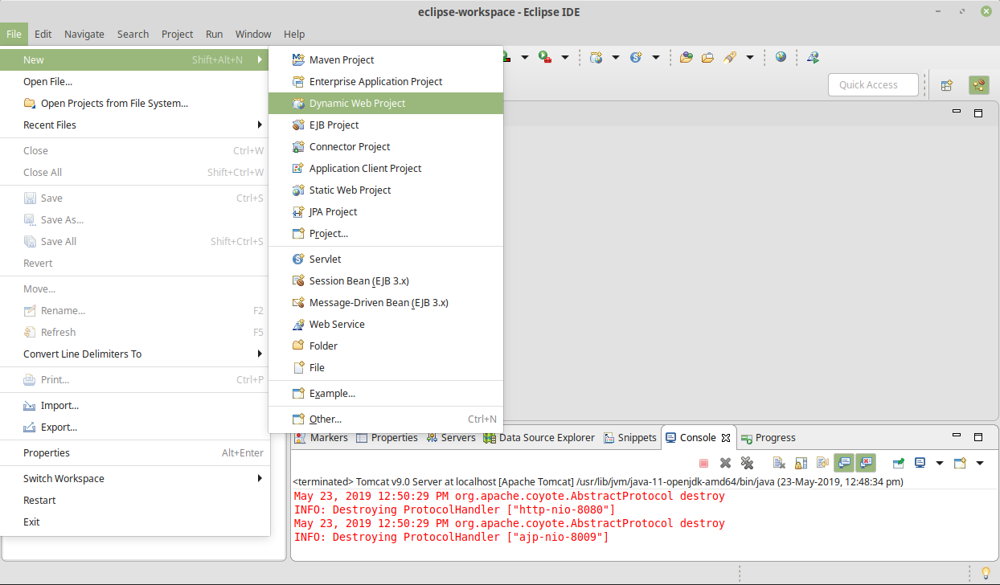 eclipse-workspace - Eclipse IDE
File Edit Navigate Search Project Run Window Help
New Shift+Alt+N
Open File...
Open Projects from File System...
Recent Files
Close Ctrl+W
Close All Shift+Ctrl+W
Save Ctrl+S
Save As...
Save All Shift+Ctrl+S
Revert
Move...
Rename... F2
Refresh F5
Convert Line Delimiters To
Print... Ctrl+P
Import...
Export...
Properties Alt+Enter
Switch Workspace
Restart
Exit
Maven Project
Enterprise Application Project
Dynamic Web Project
EJB Project
Connector Project
Application Client Project
Static Web Project
JPA Project
Project...
Servlet
Session Bean (EJB 3.x)
Message-Driven Bean (EJB 3.x)
Web Service
Folder
File
Example...
Other... Ctrl+N
Quick Access
Markers Properties Servers Data Source Explorer Snippets Console Progress
<terminated> Tomcat v9.0 Server at localhost [Apache Tomcat] /usr/lib/jvm/java-11-openjdk-amd64/bin/java (23-May-2019, 12:48:34 pm)
May 23, 2019 12:50:29 PM org.apache.coyote.AbstractProtocol destroy
INFO: Destroying ProtocolHandler ["http-nio-8080"]
May 23, 2019 12:50:29 PM org.apache.coyote.AbstractProtocol destroy
INFO: Destroying ProtocolHandler ["ajp-nio-8009"]